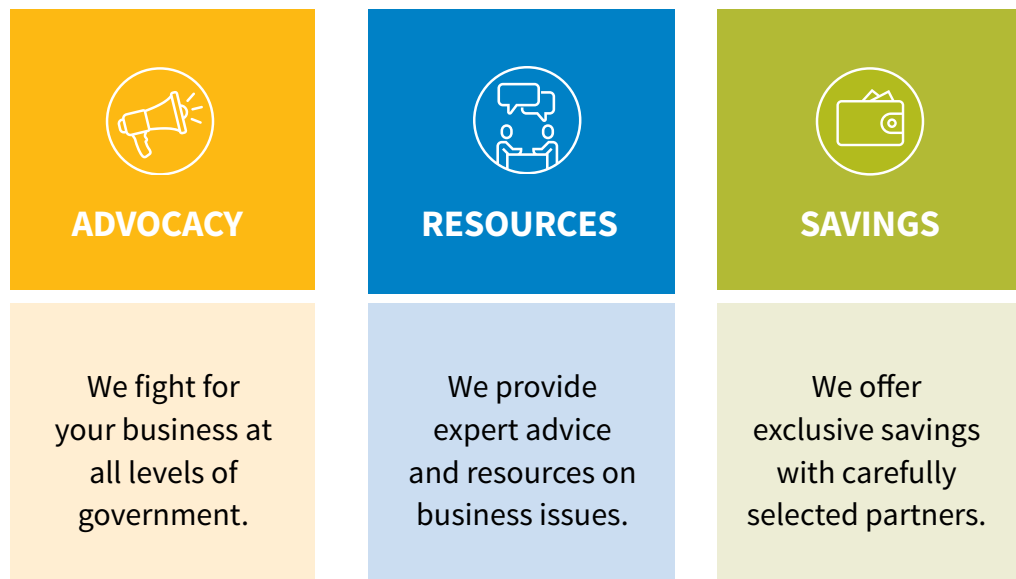 ADVOCACY
We fight for
your business at
all levels of
government.
RESOURCES
We provide
expert advice
and resources on
business issues.
SAVINGS
We offer
exclusive savings
with carefully
selected partners.